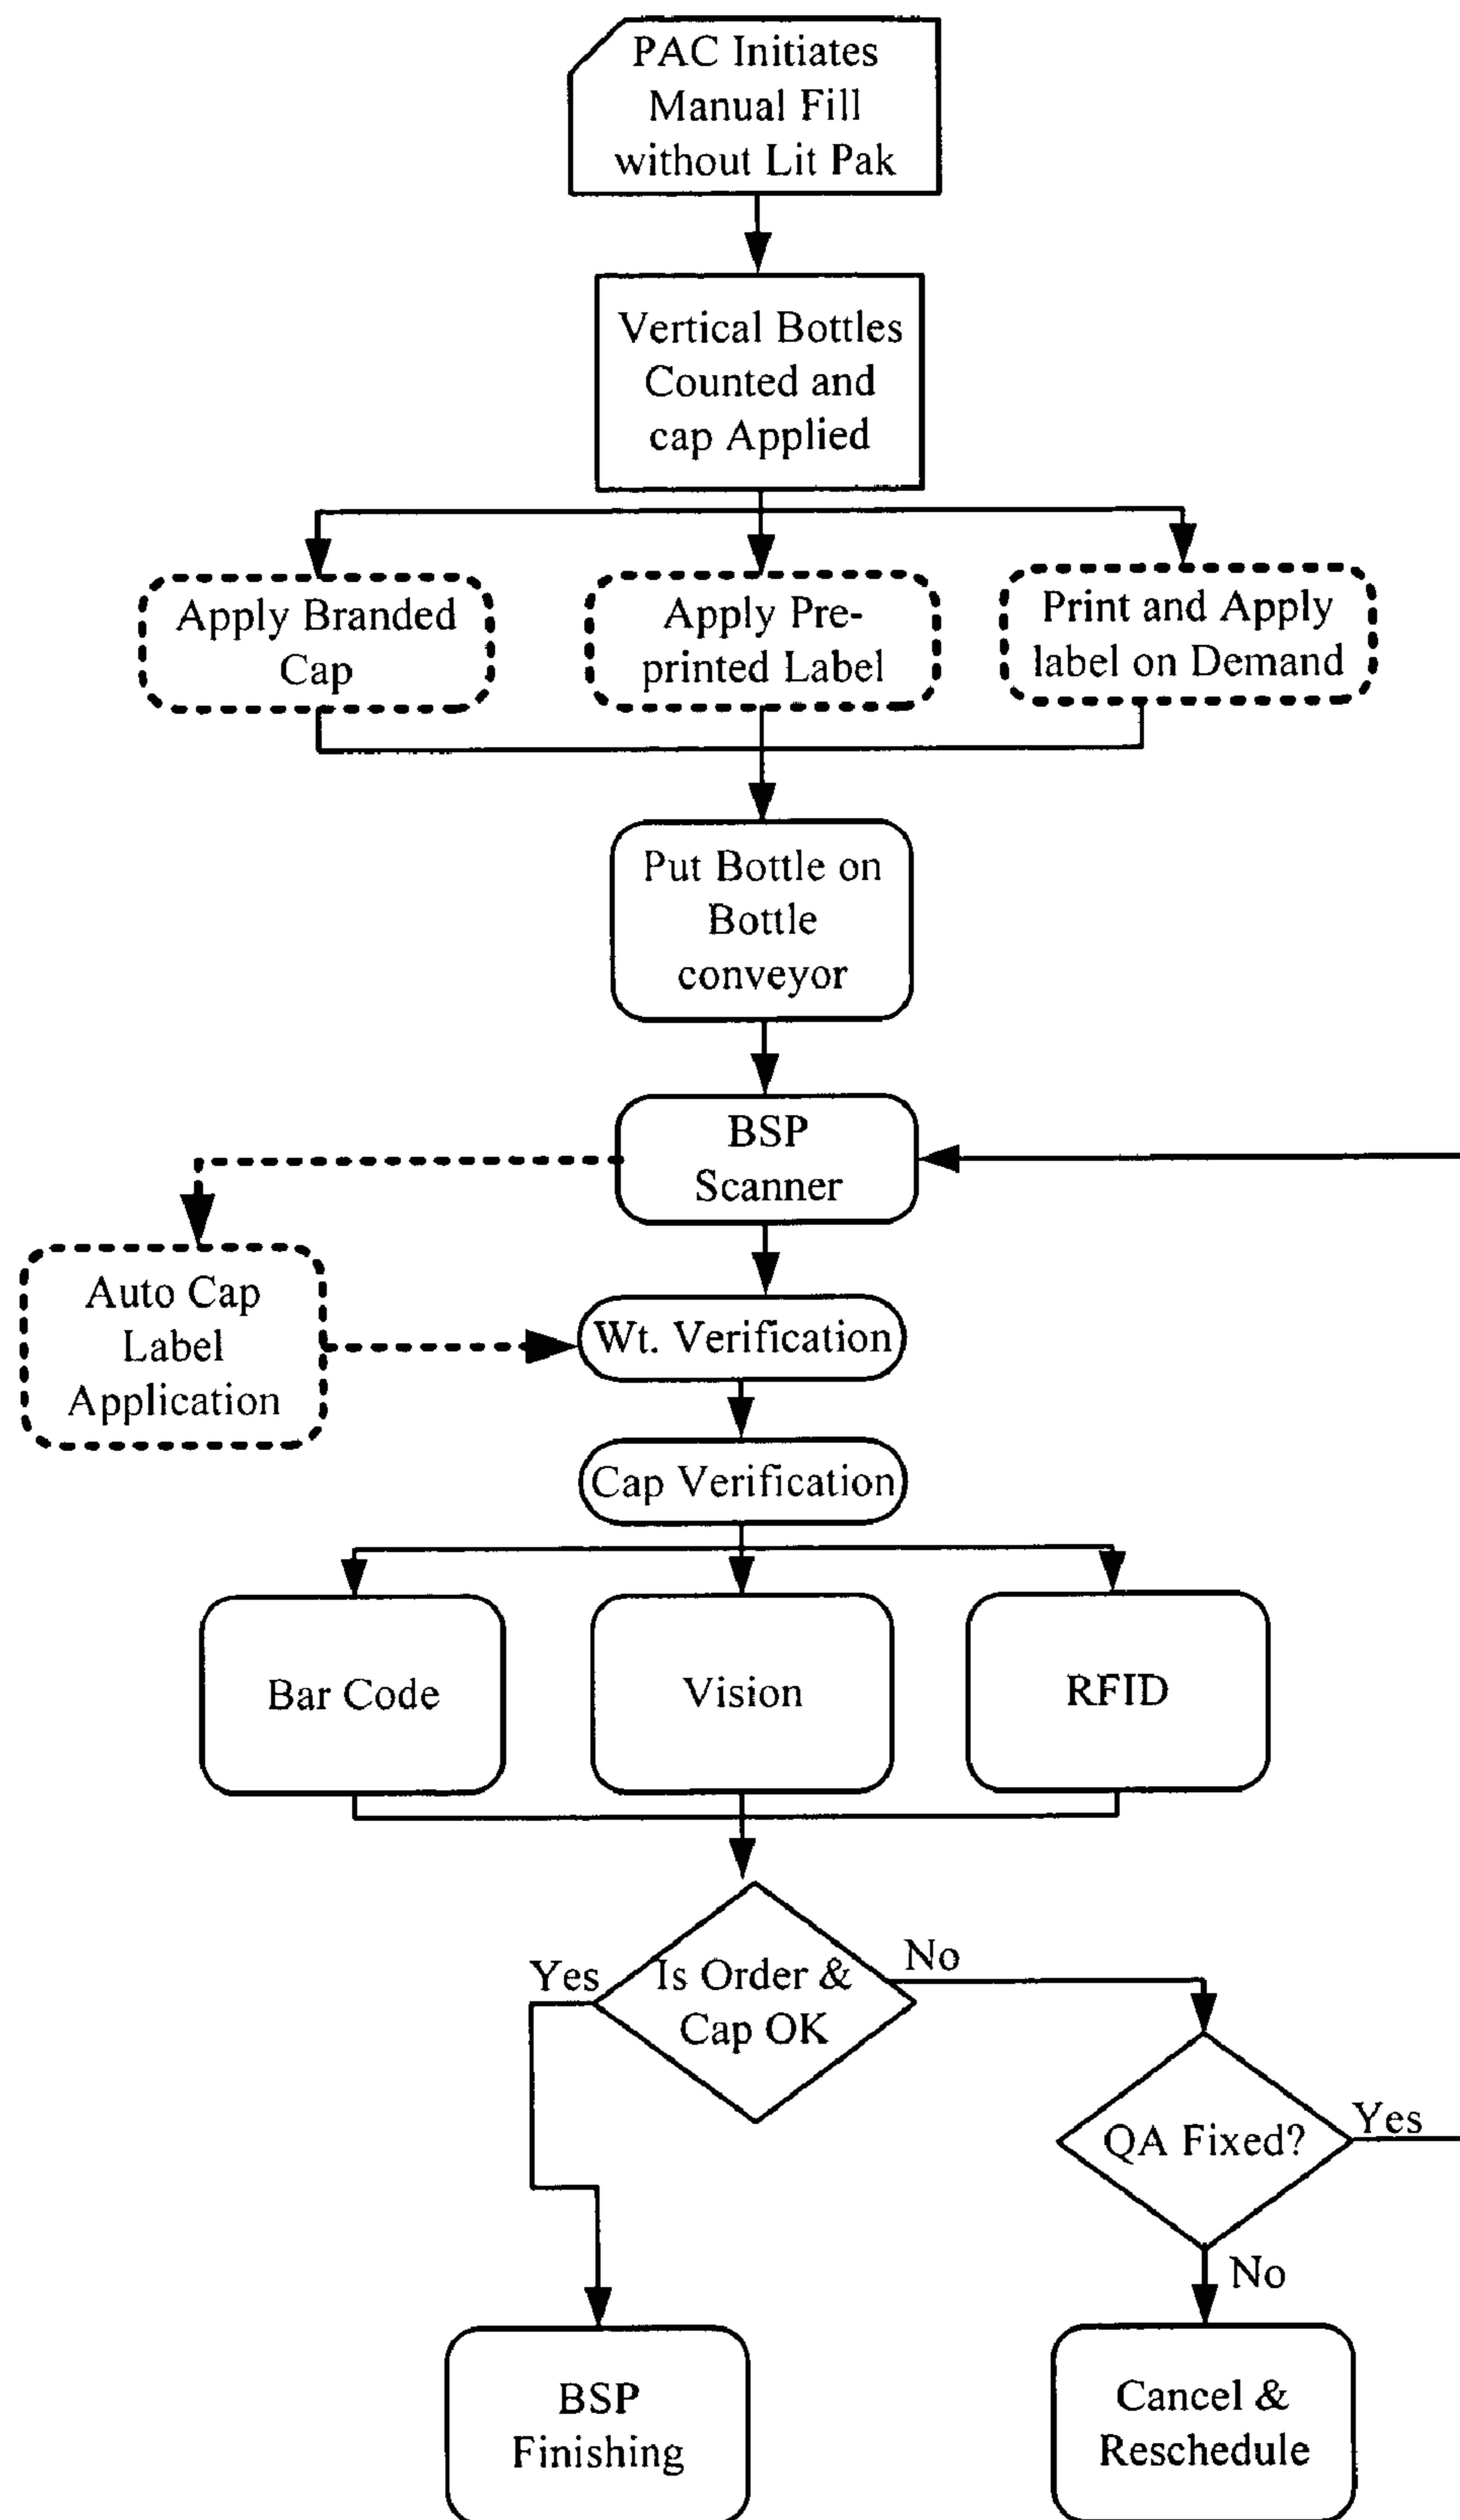 PAC Initiates
Manual Fill
without Lit Pak
Vertical Bottles
Counted and
cap Applied
Apply Branded
Cap
Apply Pre-
printed Label
Print and Apply
label on Demand
Put Bottle on
Bottle
conveyor
BSP
Scanner
Auto Cap
Label
Application
Wt. Verification
Cap Verification
Bar Code
Vision
RFID
Is Order &
Cap OK
Yes
No
QA Fixed?
Yes
No
BSP
Finishing
Cancel &
Reschedule